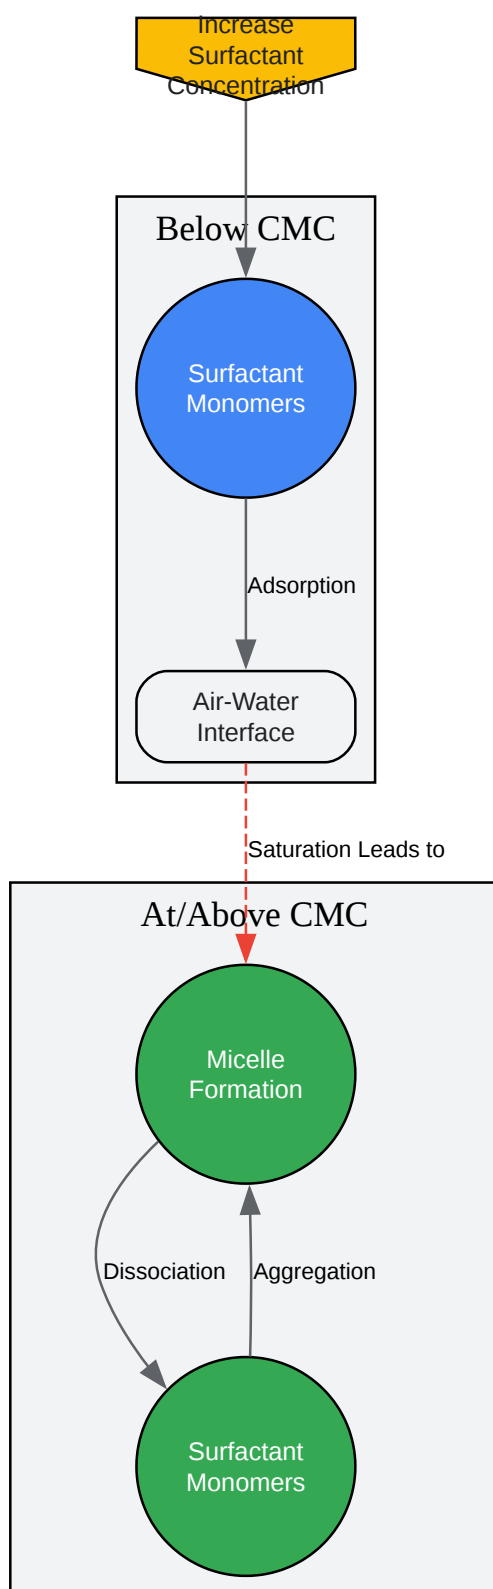 Increase
Surfactant
Concentration
Below CMC
Surfactant
Monomers
Adsorption
Air-Water
Interface
Saturation Leads to
At/Above CMC
Micelle
Formation
Dissociation
Aggregation
Surfactant
Monomers